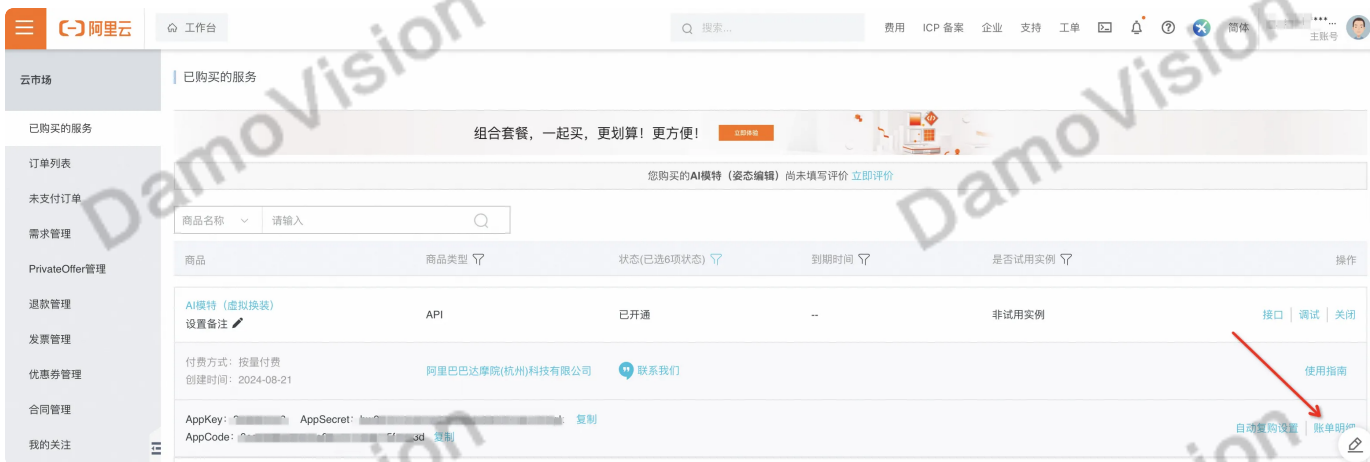 阿里云 工作台 搜索... 费用 ICP 备案 企业 支持 工单 简体
主账号
云市场
已购买的服务
已购买的服务
订单列表
未支付订单
需求管理
PrivateOffer管理
退款管理
发票管理
优惠券管理
合同管理
我的关注
组合套餐，一起买，更划算！更方便！ 立即体验
您购买的AI模特（姿态编辑）尚未填写评价 立即评价
商品名称 请输入
商品 商品类型 状态(已选6项状态) 到期时间 是否试用实例 操作
AI模特（虚拟换装） API 已开通 -- 非试用实例 接口 调试 关闭
设置备注
付费方式：按量付费 阿里巴巴达摩院(杭州)科技有限公司 联系我们 使用指南
创建时间：2024-08-21
AppKey： AppSecret： 复制
AppCode： 3d 复制 自动复购设置 账单明细
DamoVision
DamoVision